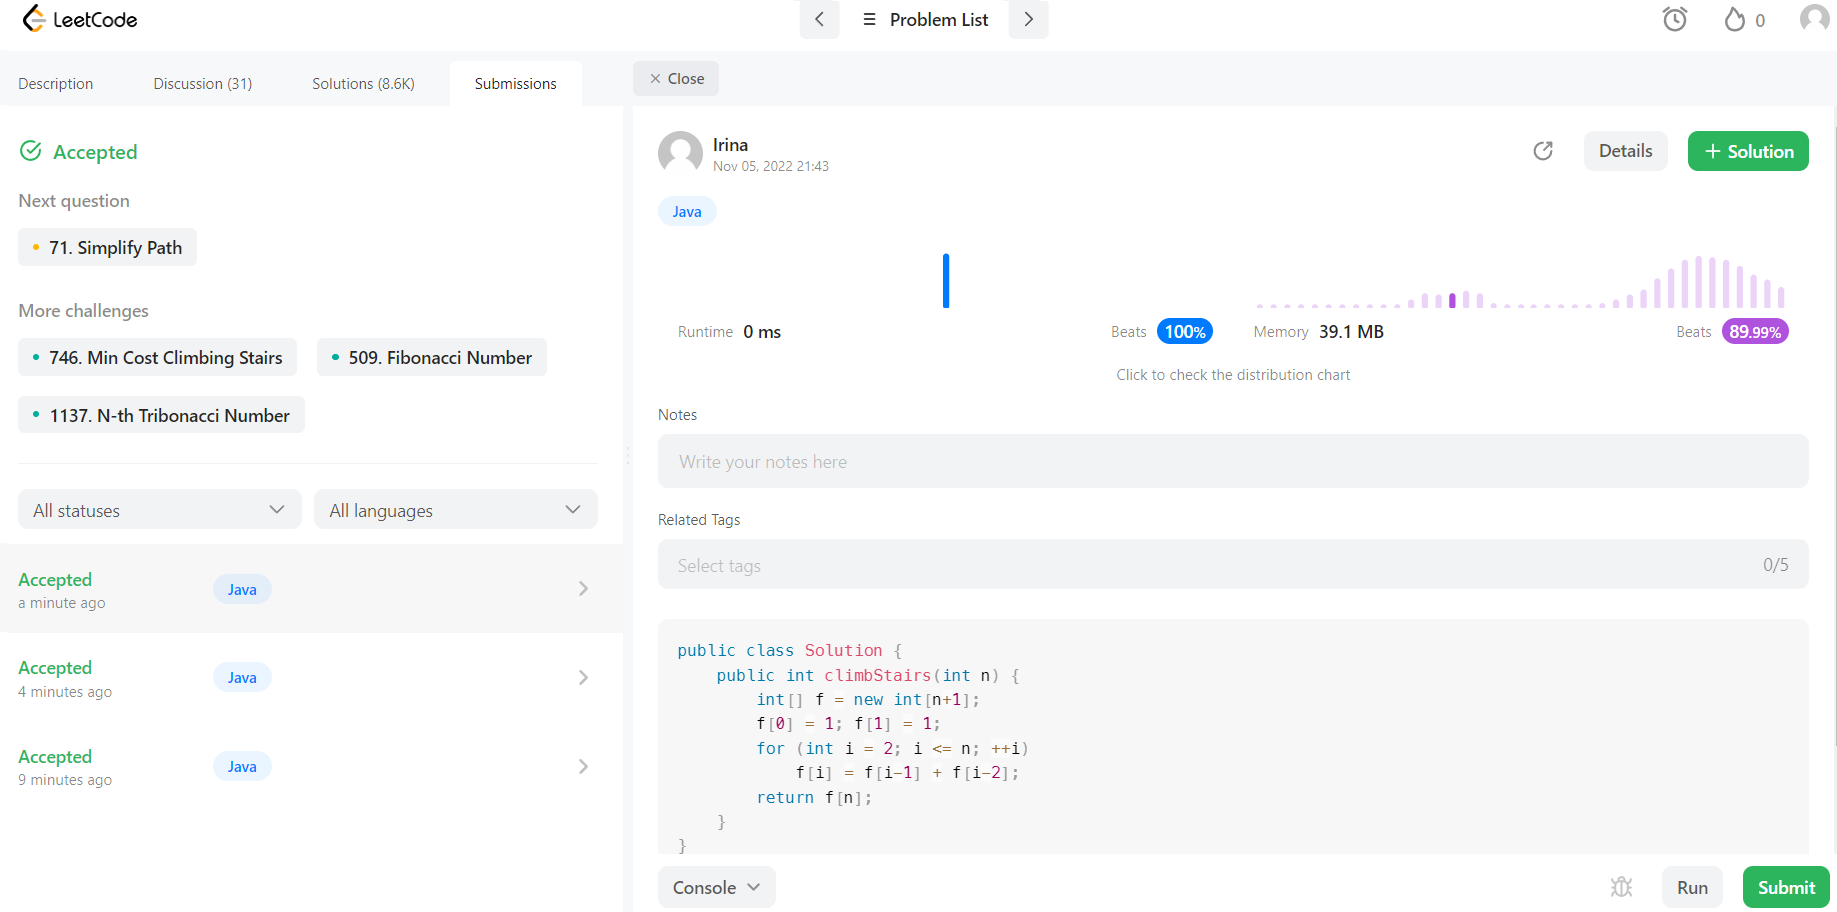 LeetCode
Problem List
0
Description
Discussion (31)
Solutions (8.6K)
Submissions
Close
Accepted
Next question
71. Simplify Path
More challenges
746. Min Cost Climbing Stairs
509. Fibonacci Number
1137. N-th Tribonacci Number
All statuses
All languages
Accepted
a minute ago
Java
Accepted
4 minutes ago
Java
Accepted
9 minutes ago
Java
Irina
Nov 05, 2022 21:43
Details
+ Solution
Java
Runtime 0 ms
Beats 100%
Memory 39.1 MB
Beats 89.99%
Click to check the distribution chart
Notes
Write your notes here
Related Tags
Select tags
0/5
public class Solution {
    public int climbStairs(int n) {
        int[] f = new int[n+1];
        f[0] = 1; f[1] = 1;
        for (int i = 2; i <= n; ++i)
            f[i] = f[i-1] + f[i-2];
        return f[n];
    }
}
Console
Run
Submit